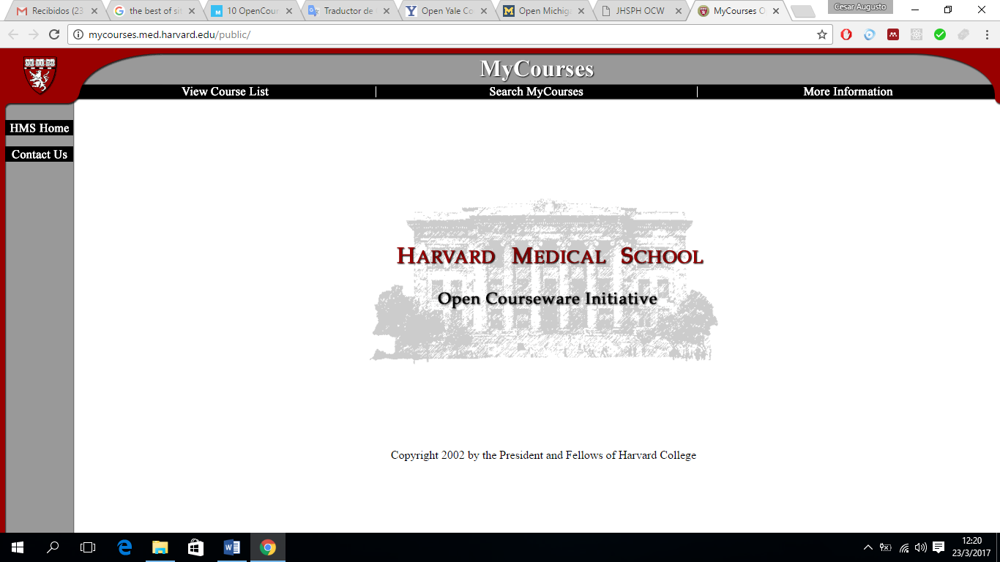 Recibidos (23
the best of sit
10 OpenCour
Traductor de
Open Yale Co
Open Michiga
JHSPH OCW
MyCourses O
Cesar Augusto
mycourses.med.harvard.edu/public/
MyCourses
View Course List
Search MyCourses
More Information
HMS Home
Contact Us
HARVARD MEDICAL SCHOOL
Open Courseware Initiative
Copyright 2002 by the President and Fellows of Harvard College
12:20
23/3/2017